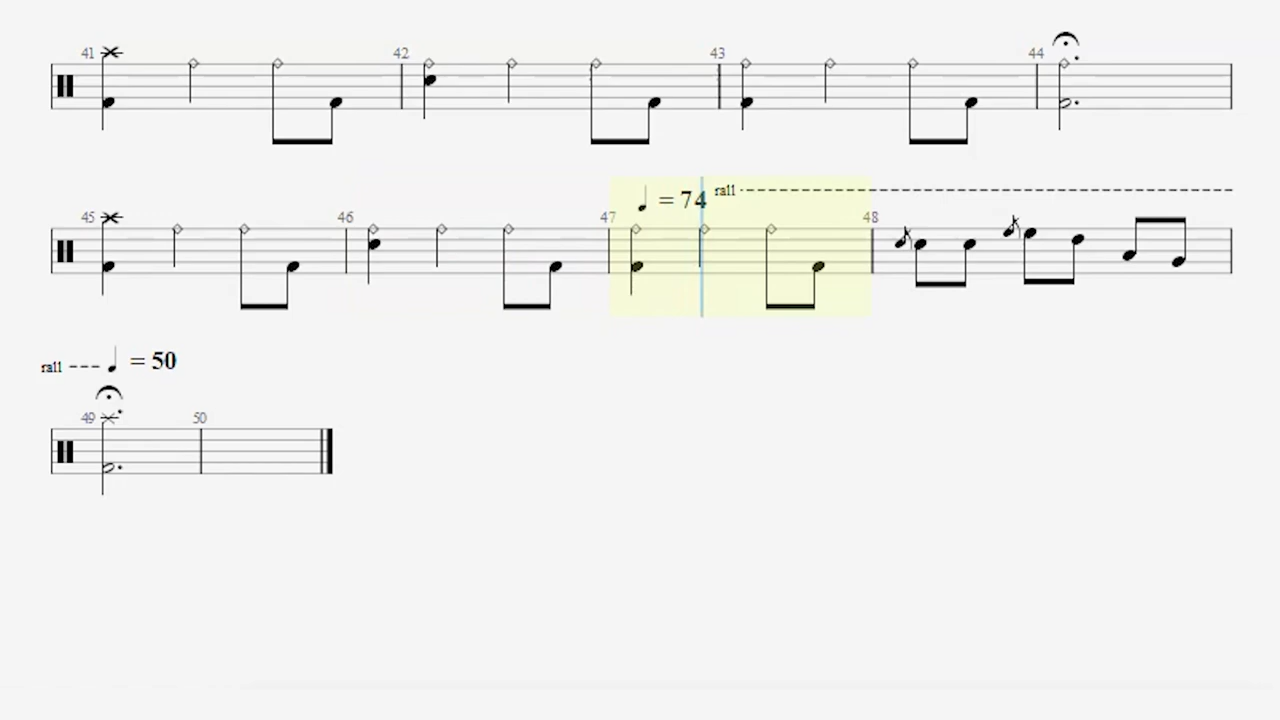 41 42 43 44
♩ = 74 rall
45 46 47 48
rall ♩ = 50
49 50